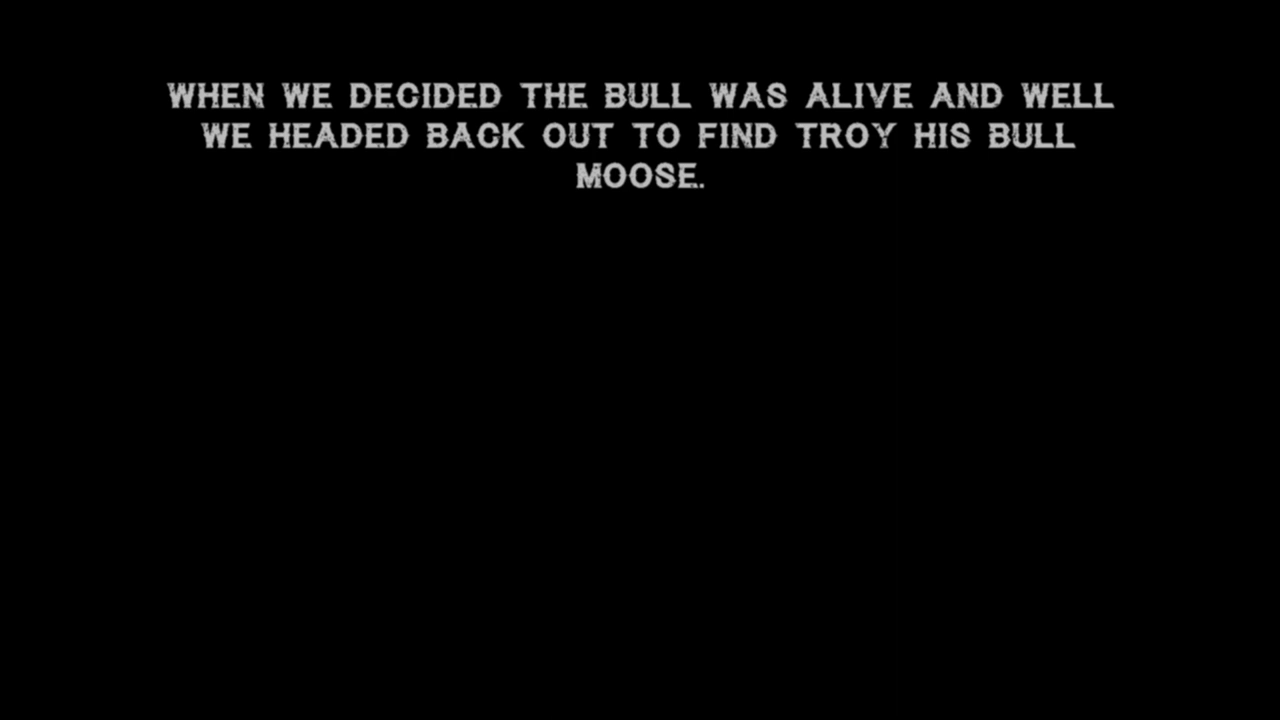 WHEN WE DECIDED THE BULL WAS ALIVE AND WELL
WE HEADED BACK OUT TO FIND TROY HIS BULL
MOOSE.